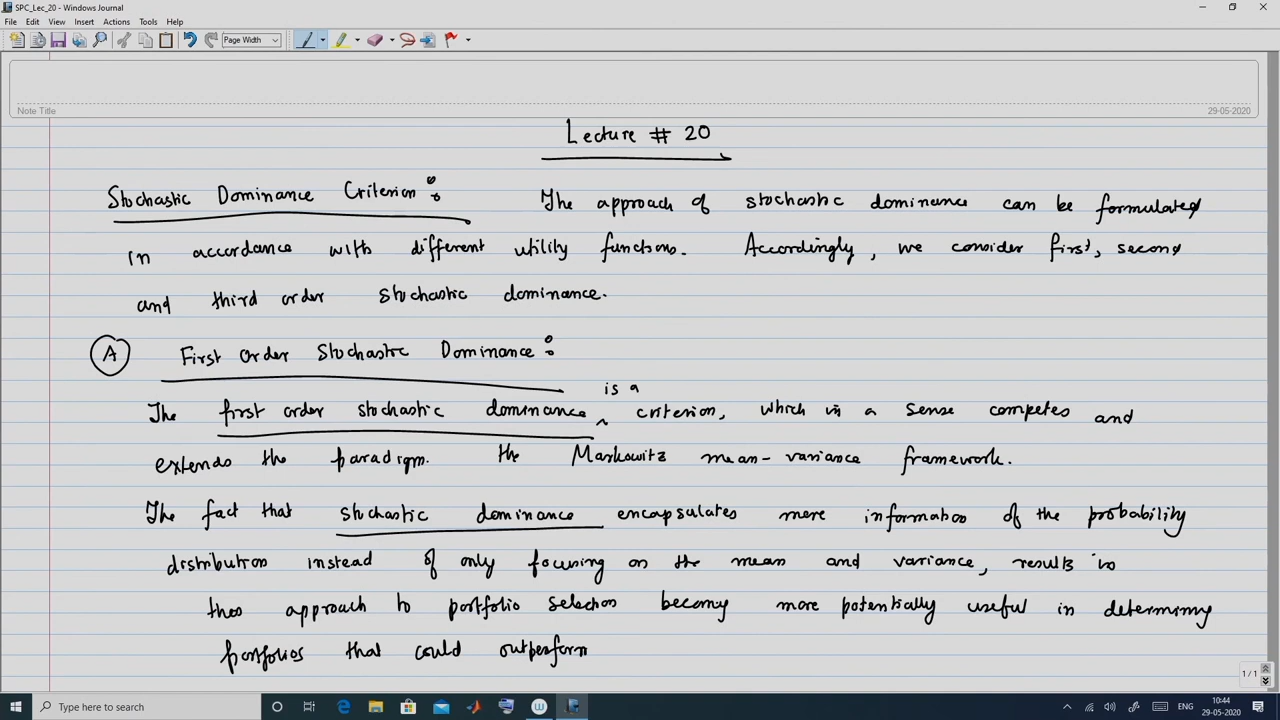 SPC_Lec_20 - Windows Journal
File Edit View Insert Actions Tools Help
Page Width
Note Title
29-05-2020
Lecture # 20
Stochastic Dominance Criterion : The approach of stochastic dominance can be formulated
in accordance with different utility functions. Accordingly, we consider first, second
and third order stochastic dominance.
A First Order Stochastic Dominance :
is a
The first order stochastic dominance ^ criterion, which in a sense competes and
extends the paradigm. the Markowitz mean-variance framework.
The fact that stochastic dominance encapsulates more information of the probability
distribution instead of only focusing on the mean and variance, results in
this approach to portfolio selection becoming more potentially useful in determining
portfolios that could outperform
1/1
Type here to search
ENG
10:44
29-05-2020